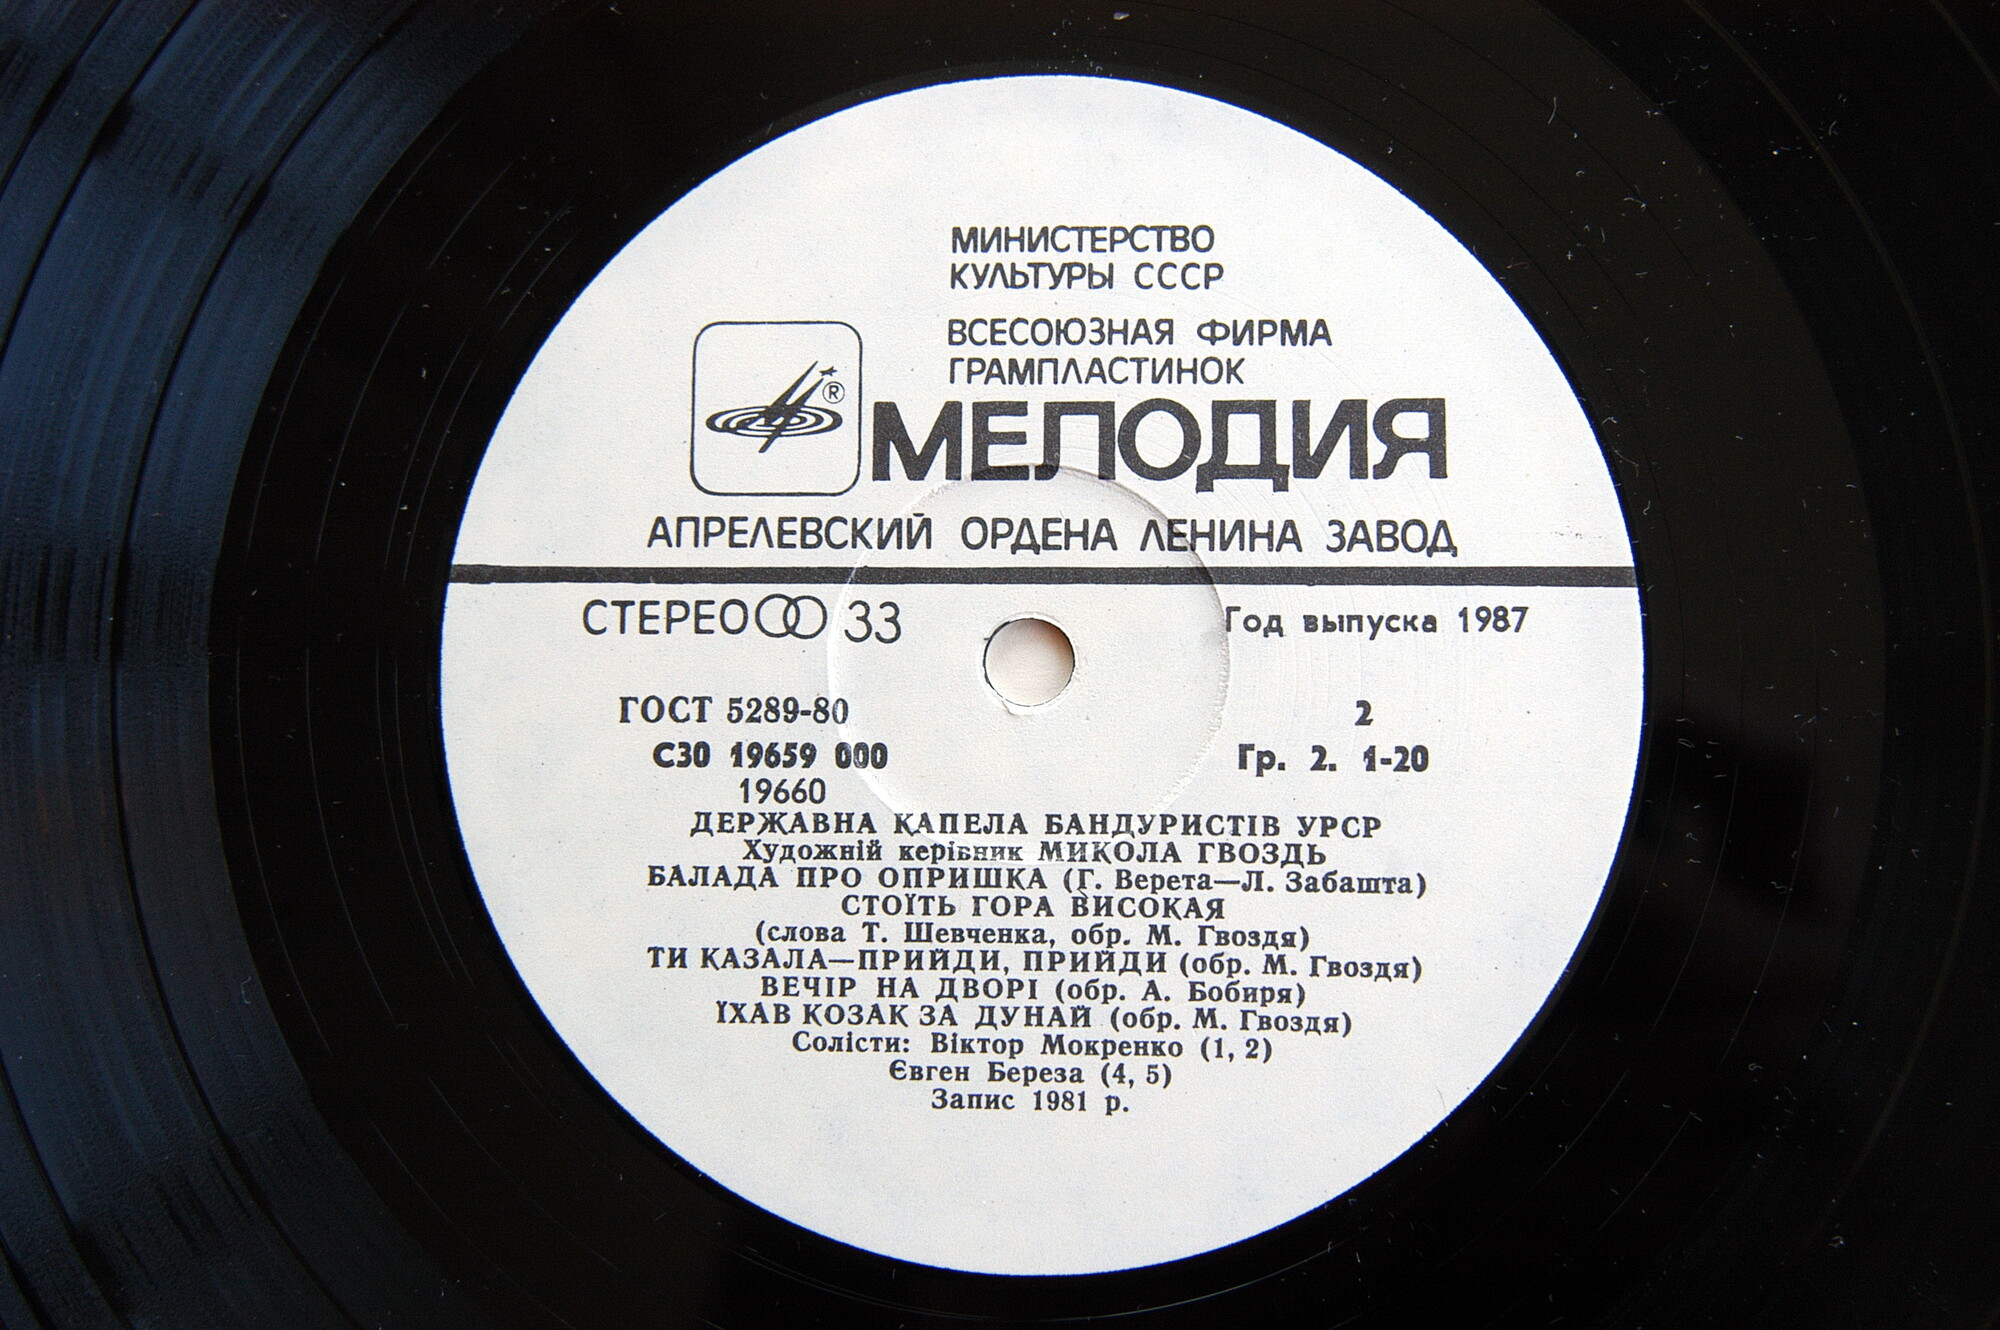 МИНИСТЕРСТВО
КУЛЬТУРЫ СССР
ВСЕСОЮЗНАЯ ФИРМА
ГРАМПЛАСТИНОК
®
МЕЛОДИЯ
АПРЕЛЕВСКИЙ ОРДЕНА ЛЕНИНА ЗАВОД
СТЕРЕО 33
Год выпуска 1987
ГОСТ 5289-80
2
С30 19659 000
Гр. 2. 1-20
19660
ДЕРЖАВНА КАПЕЛА БАНДУРИСТІВ УРСР
Художній керівник МИКОЛА ГВОЗДЬ
БАЛАДА ПРО ОПРИШКА (Г. Верета—Л. Забашта)
СТОЇТЬ ГОРА ВИСОКАЯ
(слова Т. Шевченка, обр. М. Гвоздя)
ТИ КАЗАЛА—ПРИЙДИ, ПРИЙДИ (обр. М. Гвоздя)
ВЕЧІР НА ДВОРІ (обр. А. Бобиря)
ЇХАВ КОЗАК ЗА ДУНАЙ (обр. М. Гвоздя)
Солісти: Віктор Мокренко (1, 2)
Євген Береза (4, 5)
Запис 1981 р.